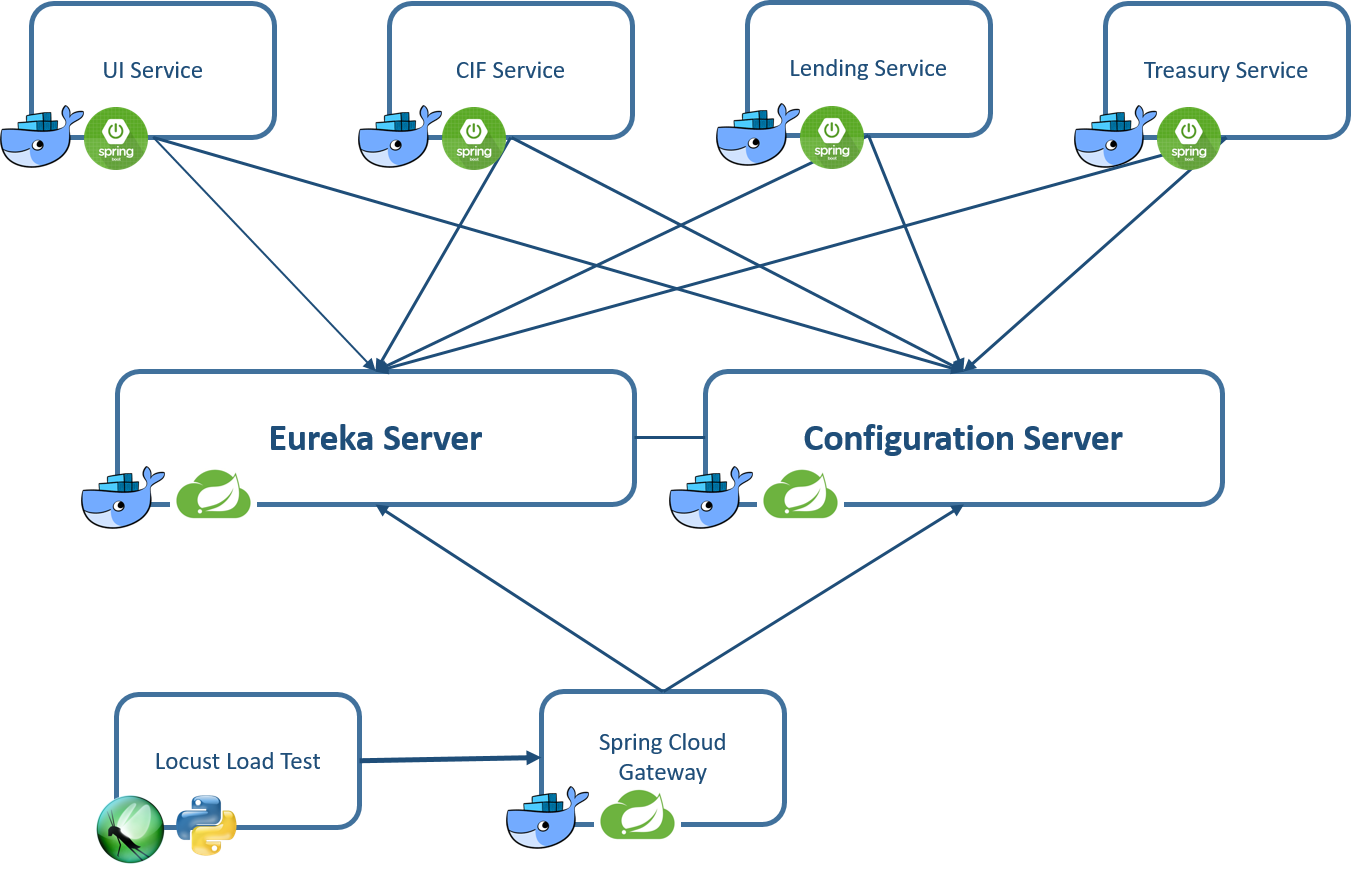 UI Service
CIF Service
Lending Service
Treasury Service
spring
boot
spring
boot
spring
boot
spring
boot
Eureka Server
Configuration Server
Spring Cloud
Gateway
Locust Load Test